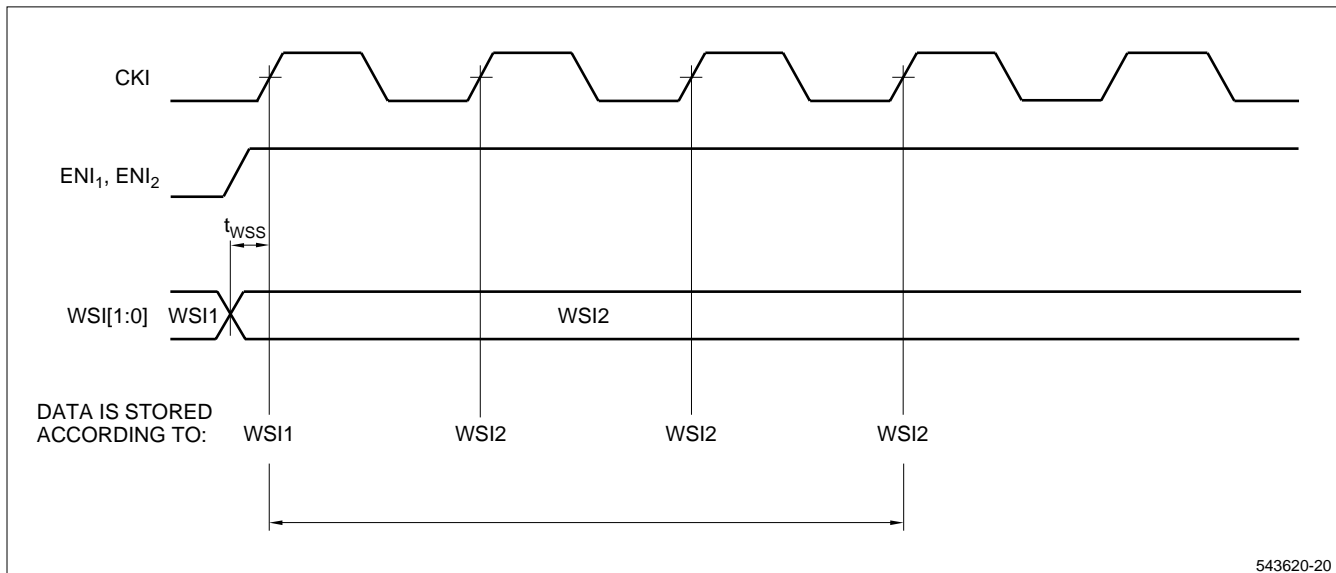 CKI
ENI1, ENI2
tWSS
WSI[1:0] WSI1 WSI2
DATA IS STORED
ACCORDING TO: WSI1 WSI2 WSI2 WSI2
543620-20